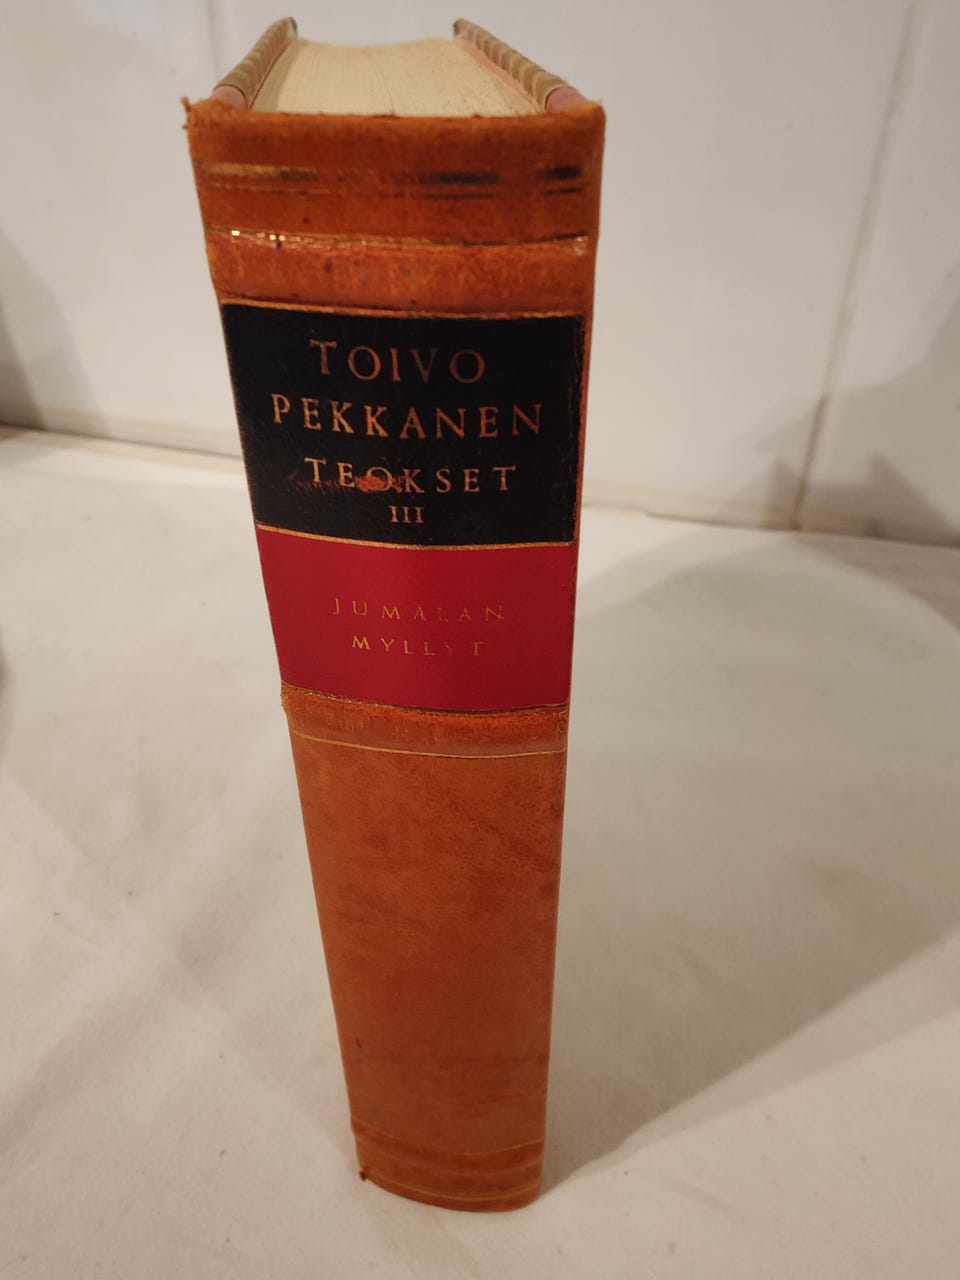 TOIVO
PEKKANEN
TEOKSET
III
JUMALAN
MYLLYT